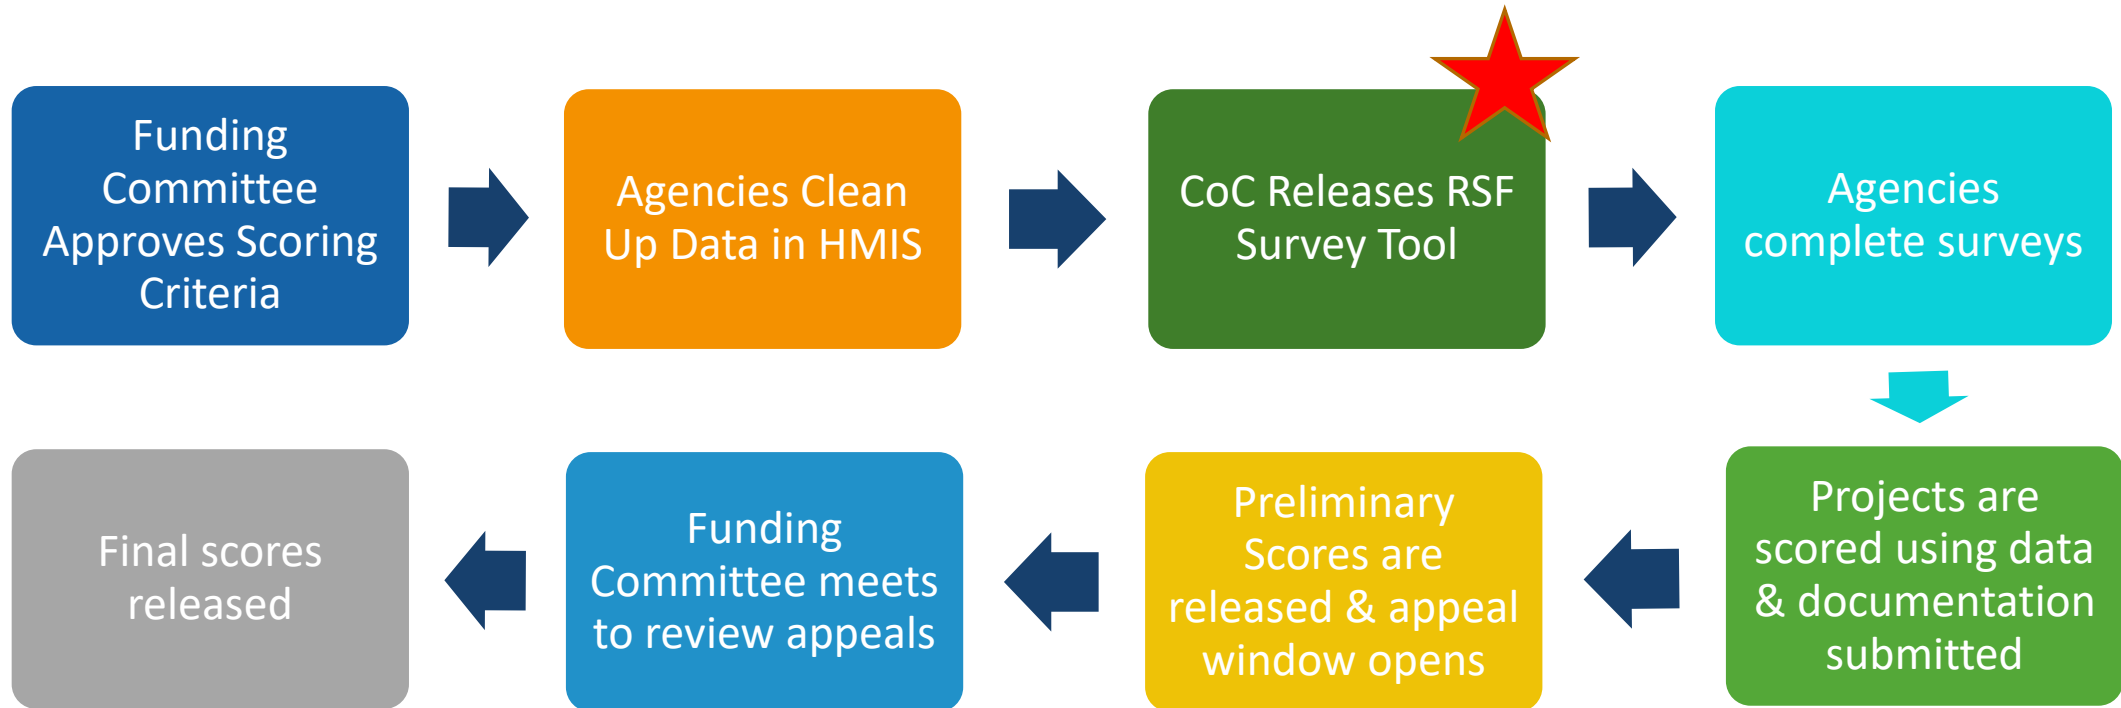 Funding
Committee
Approves Scoring
Criteria
Agencies Clean
Up Data in HMIS
CoC Releases RSF
Survey Tool
Agencies
complete surveys
Projects are
scored using data
& documentation
submitted
Preliminary
Scores are
released & appeal
window opens
Funding
Committee meets
to review appeals
Final scores
released